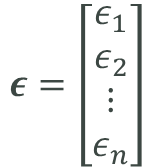 𝝐 = [ϵ₁
ϵ₂
⋮
ϵₙ]